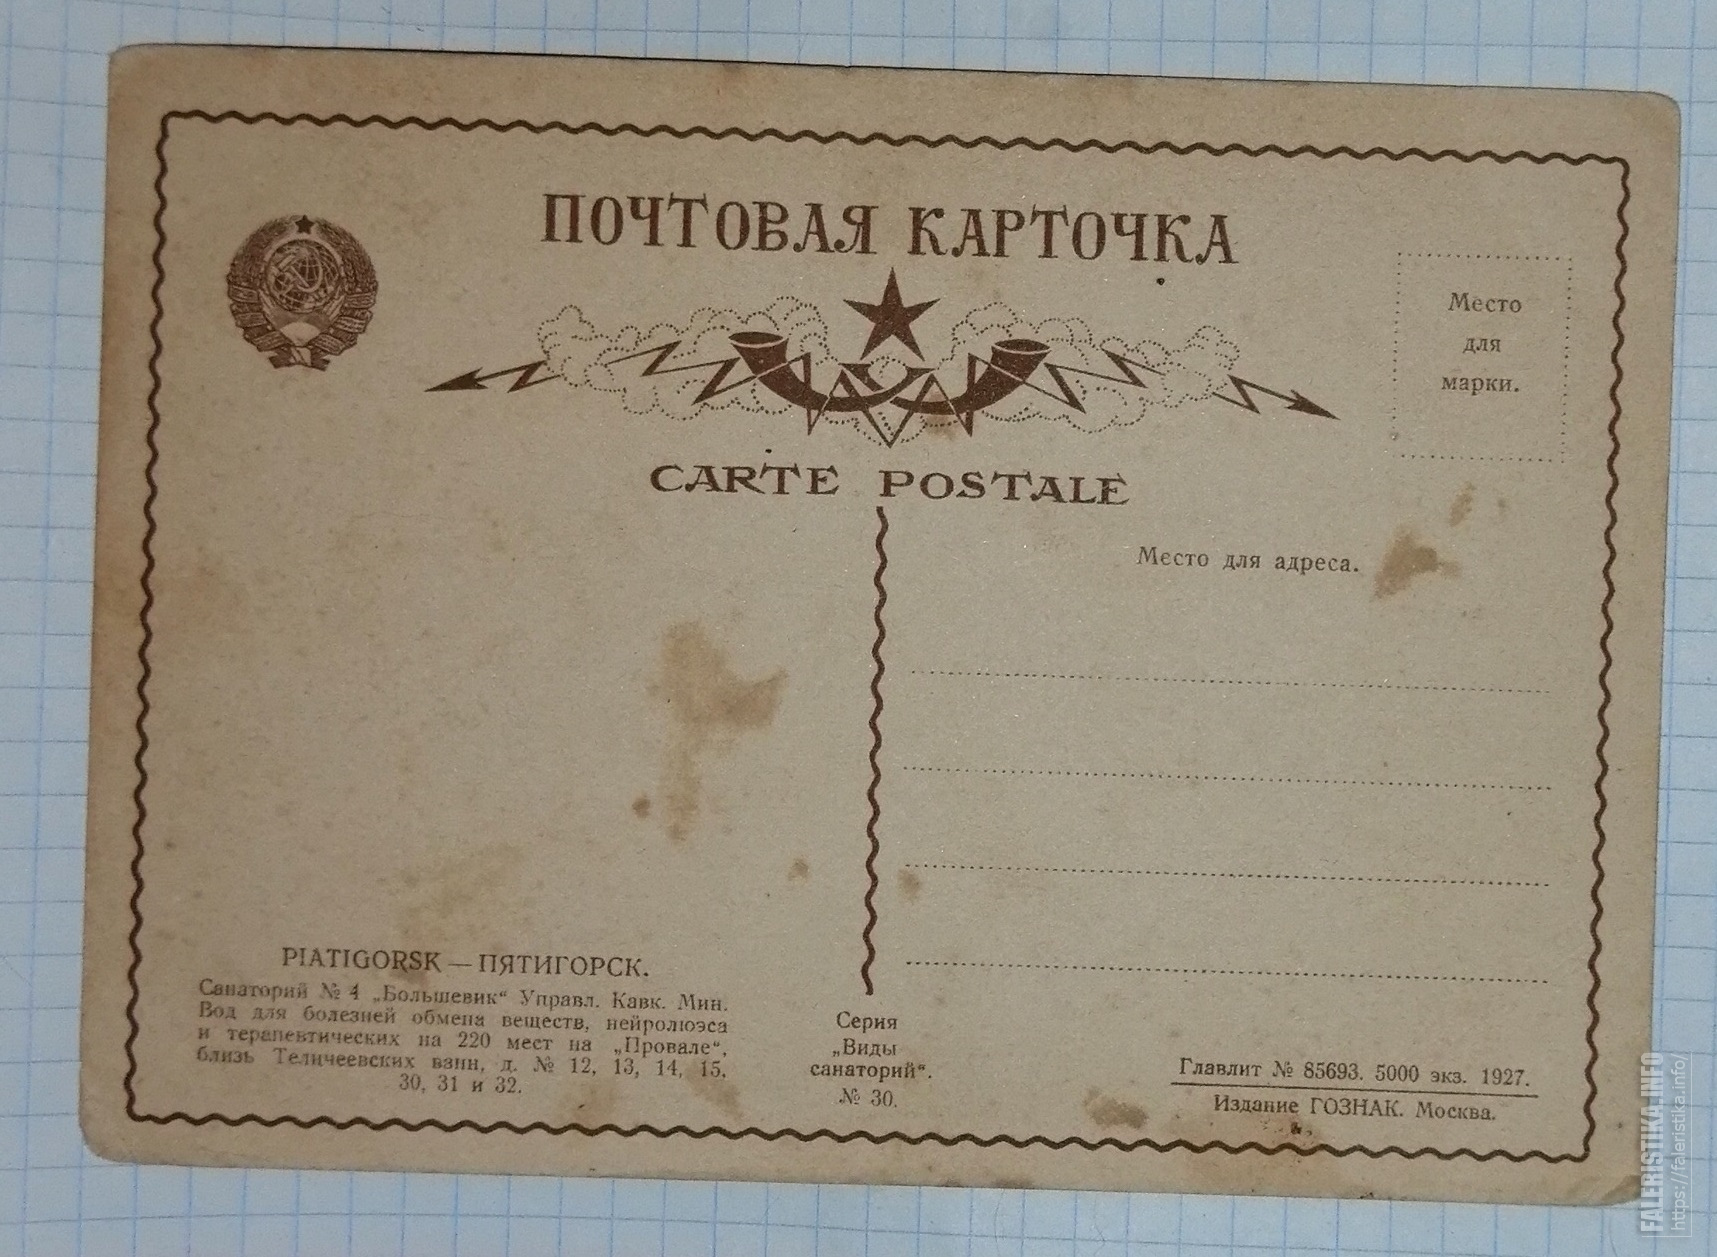 ПОЧТОВАЯ КАРТОЧКА
Место
для
марки.
CARTE POSTALE
Место для адреса.
PIATIGORSK — ПЯТИГОРСК.
Санаторий № 4 „Большевик“ Управл. Кавк. Мин.
Вод для болезней обмена веществ, нейролюэса
и терапевтических на 220 мест на „Провале“,
близь Теличеевских ванн, д. № 12, 13, 14, 15,
30, 31 и 32.
Серия
„Виды
санаторий“.
№ 30.
Главлит № 85693. 5000 экз. 1927.
Издание ГОЗНАК. Москва.
FALERISTIKA.INFO
https://faleristika.info/